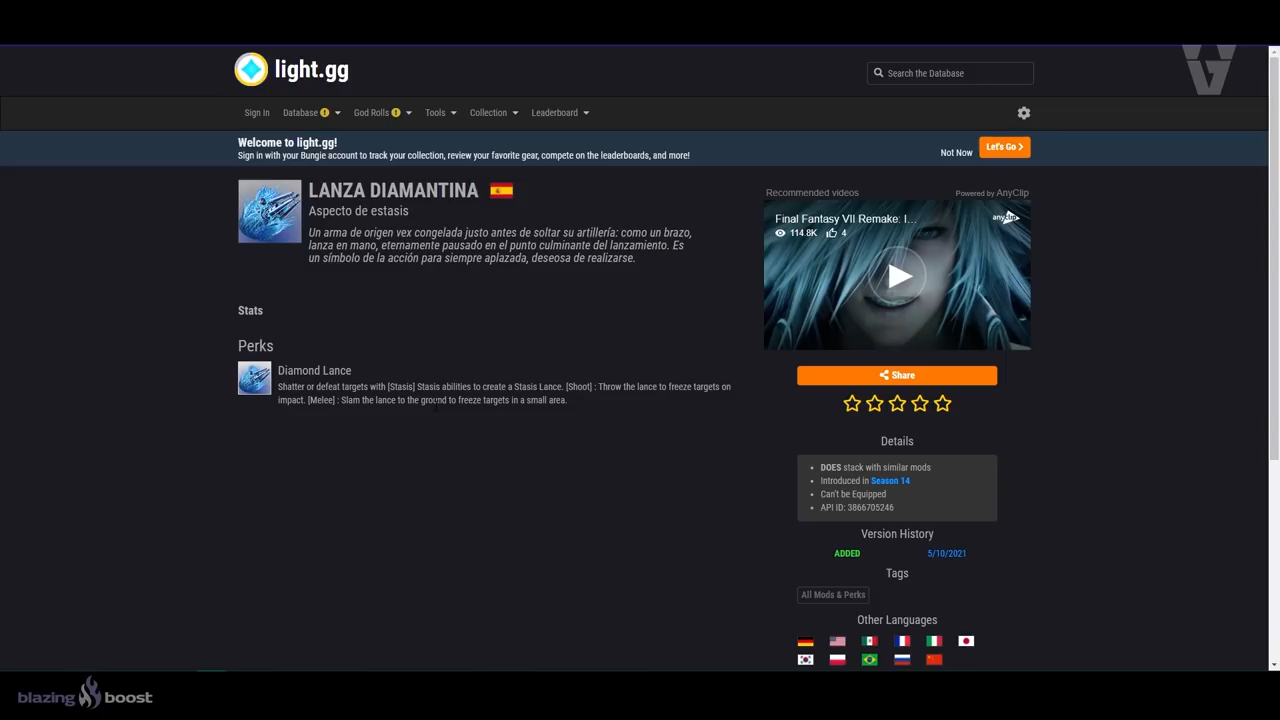 light.gg
Search the Database
Sign In
Database
God Rolls
Tools
Collection
Leaderboard
Welcome to light.gg!
Sign in with your Bungie account to track your collection, review your favorite gear, compete on the leaderboards, and more!
Not Now
Let's Go
LANZA DIAMANTINA
Aspecto de estasis
Un arma de origen vex congelada justo antes de soltar su artillería: como un brazo,
lanza en mano, eternamente pausado en el punto culminante del lanzamiento. Es
un símbolo de la acción para siempre aplazada, deseosa de realizarse.
Stats
Perks
Diamond Lance
Shatter or defeat targets with [Stasis] Stasis abilities to create a Stasis Lance. [Shoot] : Throw the lance to freeze targets on
impact. [Melee] : Slam the lance to the ground to freeze targets in a small area.
Recommended videos
Powered by AnyClip
Final Fantasy VII Remake: I...
anyclip
114.8K
4
Share
Details
DOES stack with similar mods
Introduced in Season 14
Can't be Equipped
API ID: 3866705246
Version History
ADDED
5/10/2021
Tags
All Mods & Perks
Other Languages
blazing boost